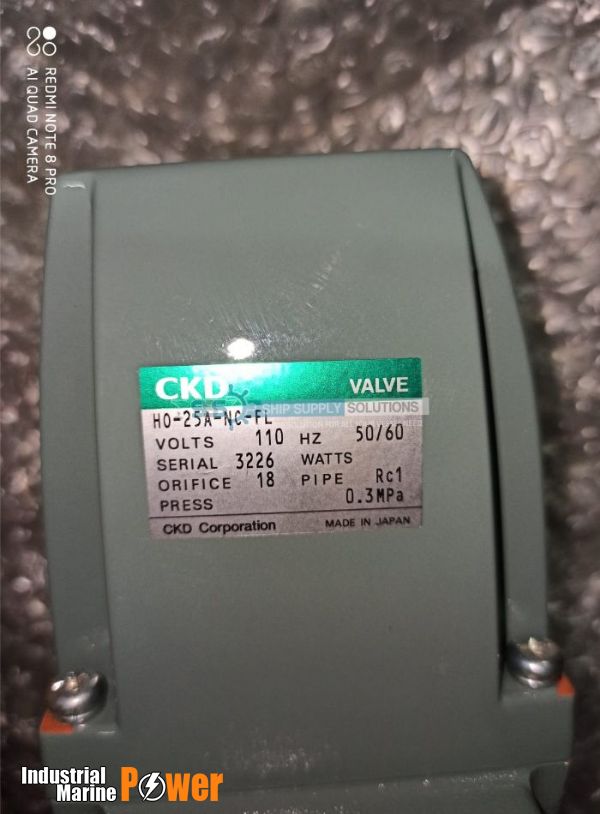 REDMI NOTE 8 PRO
AI QUAD CAMERA
CKD VALVE
HO-25A-NC-FL
SHIP SUPPLY SOLUTIONS
VOLTS 110 HZ 50/60
SERIAL 3226 WATTS
ORIFICE 18 PIPE Rc1
PRESS 0.3MPa
CKD Corporation MADE IN JAPAN
Industrial
Marine Power